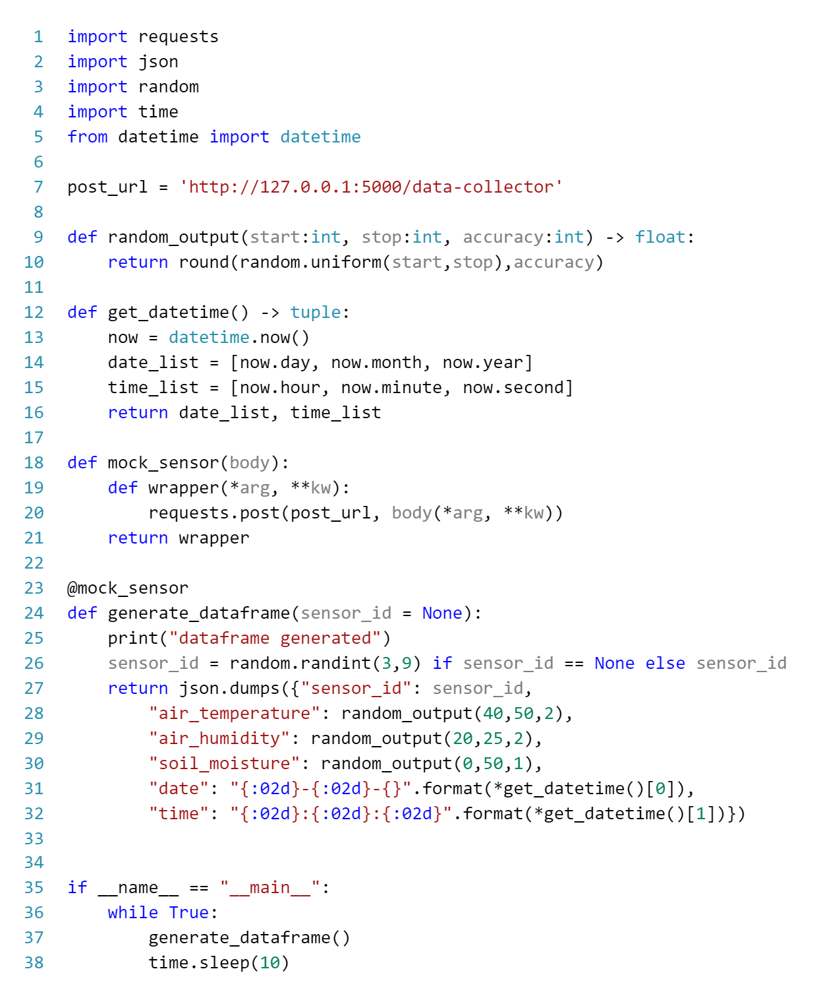 1 import requests
2 import json
3 import random
4 import time
5 from datetime import datetime
6
7 post_url = 'http://127.0.0.1:5000/data-collector'
8
9 def random_output(start:int, stop:int, accuracy:int) -> float:
10     return round(random.uniform(start,stop),accuracy)
11
12 def get_datetime() -> tuple:
13     now = datetime.now()
14     date_list = [now.day, now.month, now.year]
15     time_list = [now.hour, now.minute, now.second]
16     return date_list, time_list
17
18 def mock_sensor(body):
19     def wrapper(*arg, **kw):
20         requests.post(post_url, body(*arg, **kw))
21     return wrapper
22
23 @mock_sensor
24 def generate_dataframe(sensor_id = None):
25     print("dataframe generated")
26     sensor_id = random.randint(3,9) if sensor_id == None else sensor_id
27     return json.dumps({"sensor_id": sensor_id,
28         "air_temperature": random_output(40,50,2),
29         "air_humidity": random_output(20,25,2),
30         "soil_moisture": random_output(0,50,1),
31         "date": "{:02d}-{:02d}-{}".format(*get_datetime()[0]),
32         "time": "{:02d}:{:02d}:{:02d}".format(*get_datetime()[1])})
33
34
35 if __name__ == "__main__":
36     while True:
37         generate_dataframe()
38         time.sleep(10)